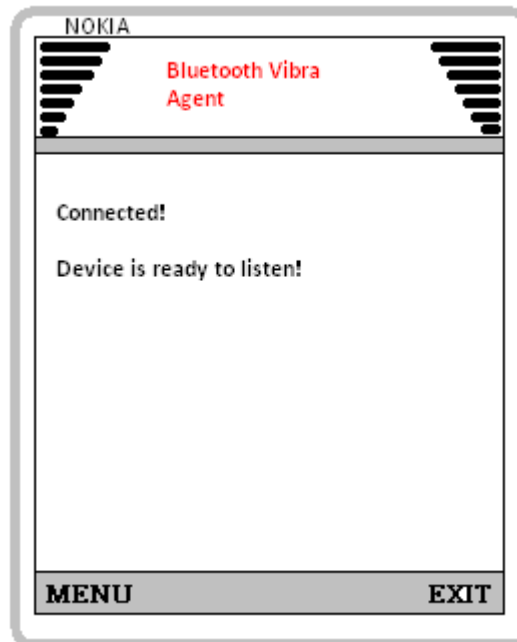 NOKIA
Bluetooth Vibra
Agent
Connected!
Device is ready to listen!
MENU EXIT